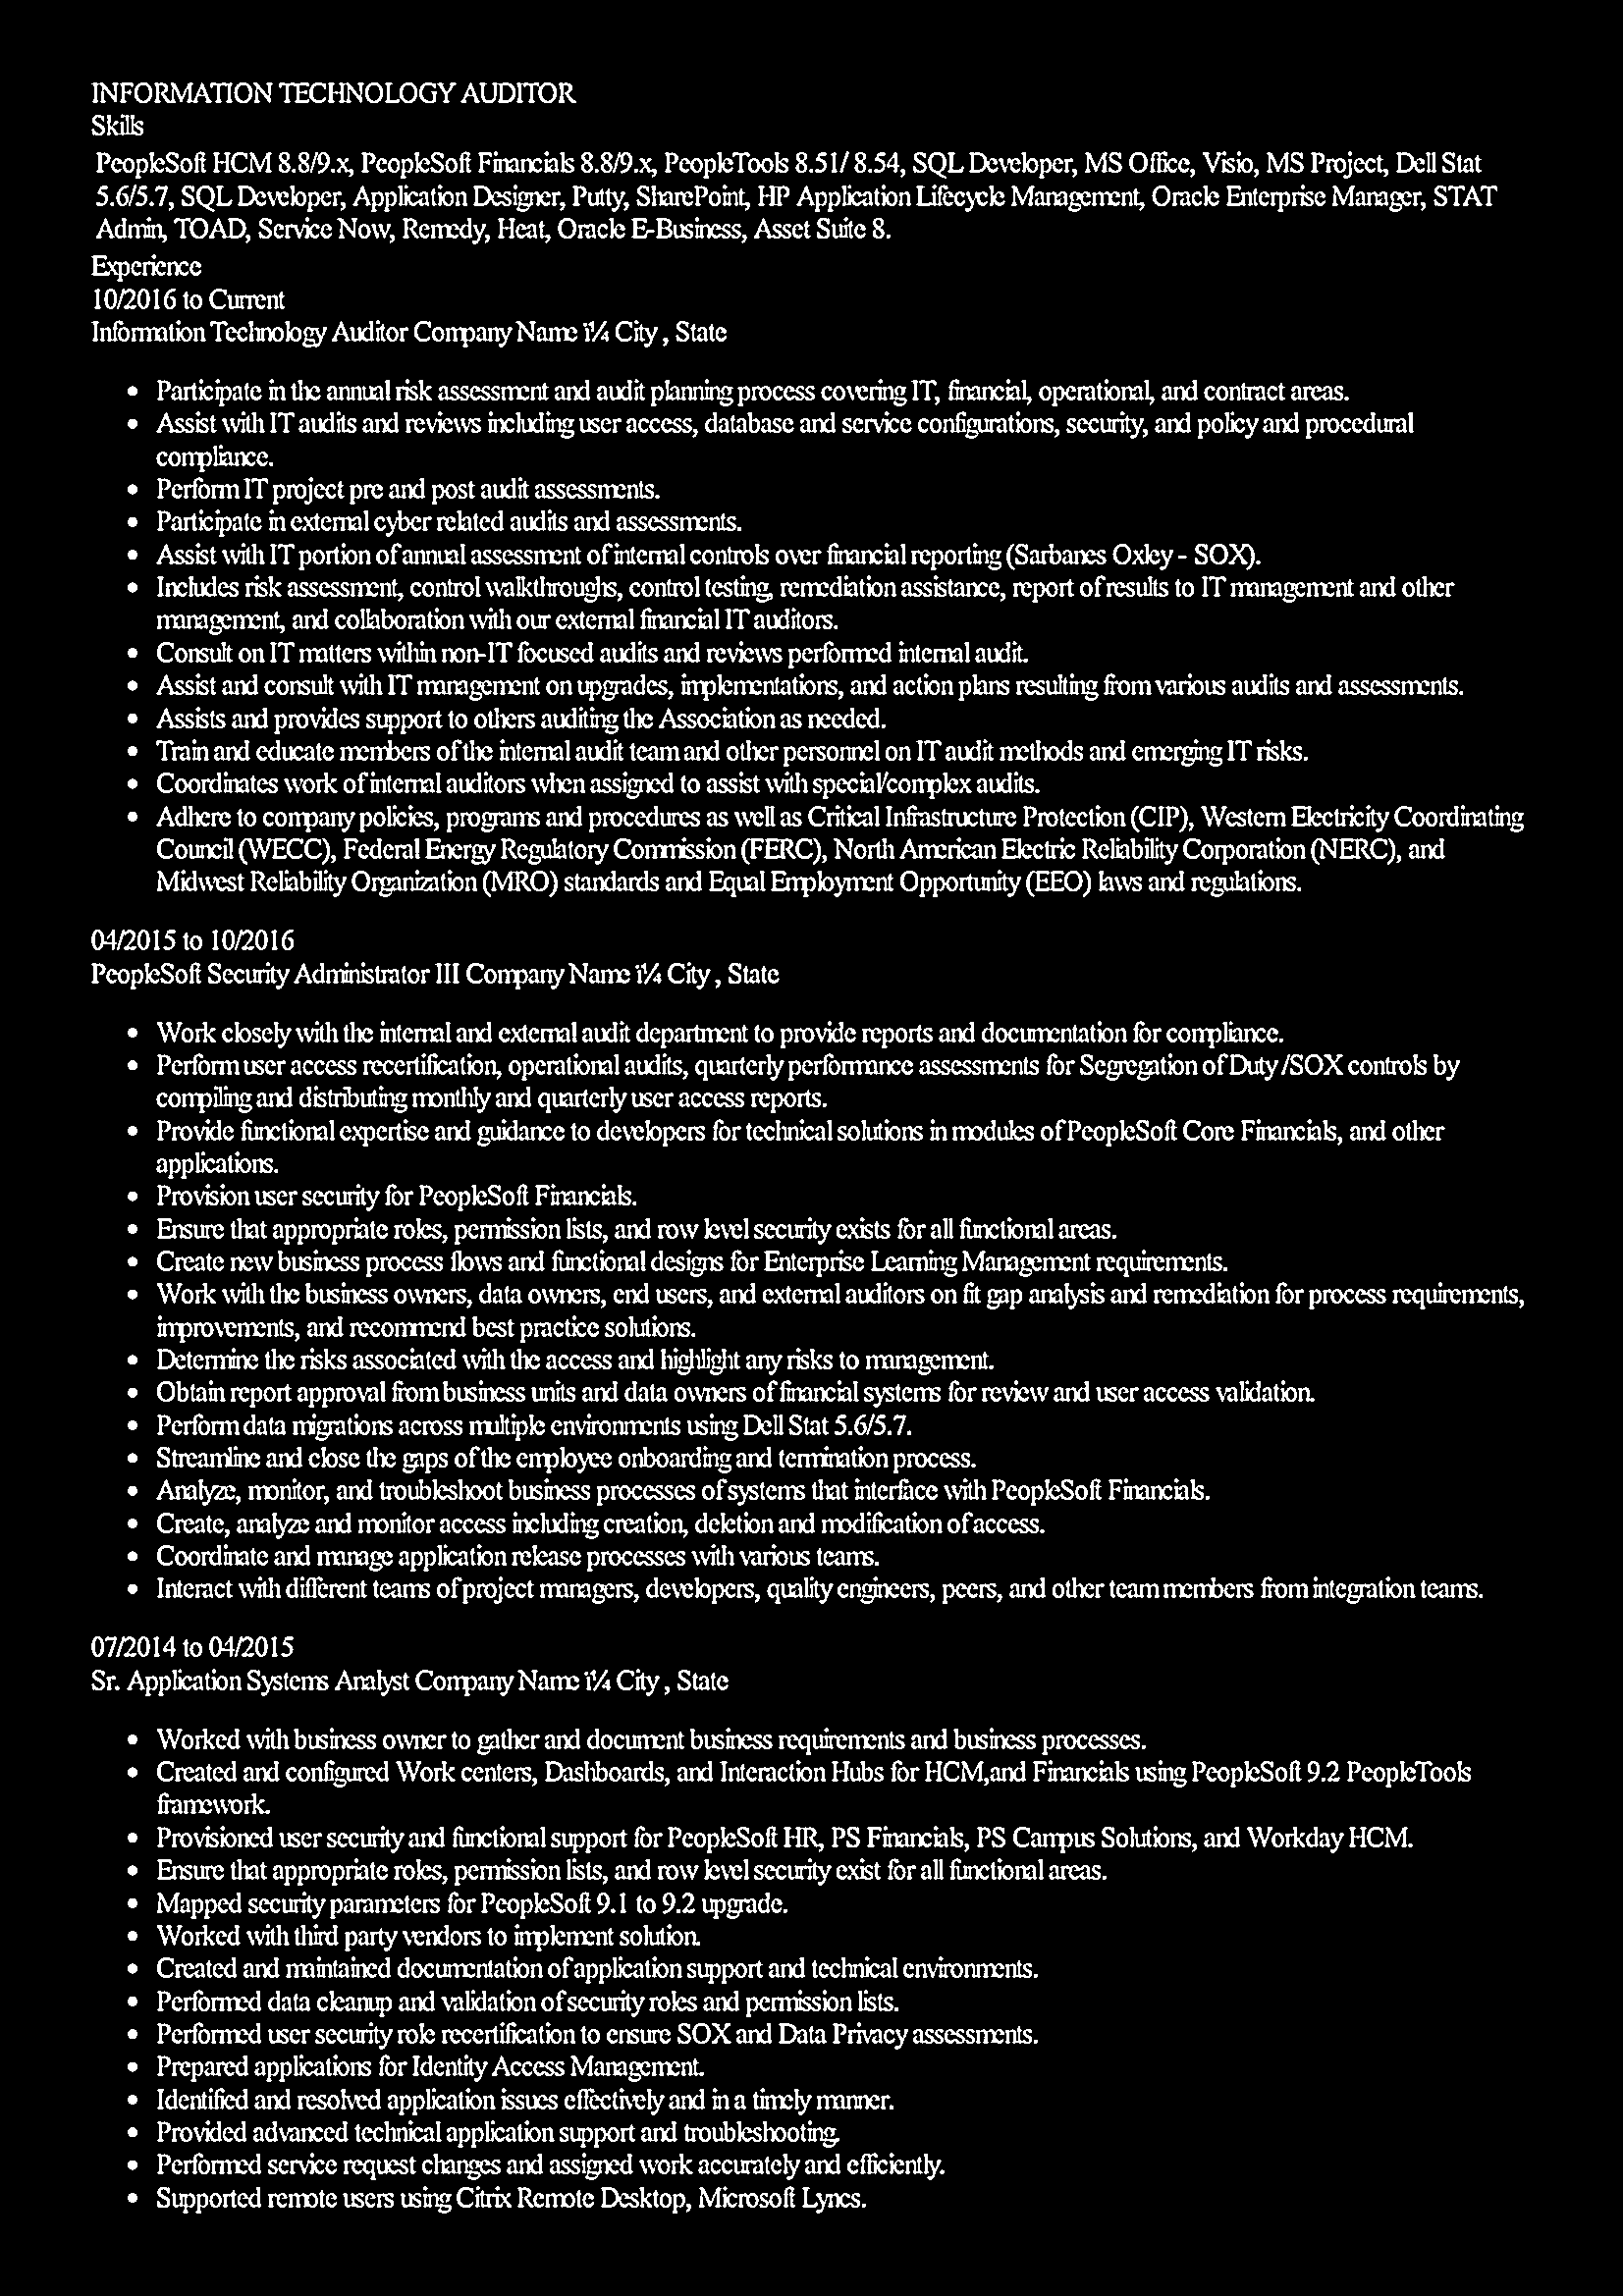 INFORMATION TECHNOLOGY AUDITOR
Skills
PeopleSoft HCM 8.8/9.x, PeopleSoft Financials 8.8/9.x, PeopleTools 8.51/ 8.54, SQL Developer, MS Office, Visio, MS Project, Dell Stat
5.6/5.7, SQL Developer, Application Designer, Putty, SharePoint, HP Application Lifecycle Management, Oracle Enterprise Manager, STAT
Admin, TOAD, Service Now, Remedy, Heat, Oracle E-Business, Asset Suite 8.
Experience
10/2016 to Current
Information Technology Auditor Company Name ï¼ City , State
• Participate in the annual risk assessment and audit planning process covering IT, financial, operational, and contract areas.
• Assist with IT audits and reviews including user access, database and service configurations, security, and policy and procedural
compliance.
• Perform IT project pre and post audit assessments.
• Participate in external cyber related audits and assessments.
• Assist with IT portion of annual assessment of internal controls over financial reporting (Sarbanes Oxley - SOX).
• Includes risk assessment, control walkthroughs, control testing, remediation assistance, report of results to IT management and other
management, and collaboration with our external financial IT auditors.
• Consult on IT matters within non-IT focused audits and reviews performed internal audit.
• Assist and consult with IT management on upgrades, implementations, and action plans resulting from various audits and assessments.
• Assists and provides support to others auditing the Association as needed.
• Train and educate members of the internal audit team and other personnel on IT audit methods and emerging IT risks.
• Coordinates work of internal auditors when assigned to assist with special/complex audits.
• Adhere to company policies, programs and procedures as well as Critical Infrastructure Protection (CIP), Western Electricity Coordinating
Council (WECC), Federal Energy Regulatory Commission (FERC), North American Electric Reliability Corporation (NERC), and
Midwest Reliability Organization (MRO) standards and Equal Employment Opportunity (EEO) laws and regulations.
04/2015 to 10/2016
PeopleSoft Security Administrator III Company Name ï¼ City , State
• Work closely with the internal and external audit department to provide reports and documentation for compliance.
• Perform user access recertification, operational audits, quarterly performance assessments for Segregation of Duty /SOX controls by
compiling and distributing monthly and quarterly user access reports.
• Provide functional expertise and guidance to developers for technical solutions in modules of PeopleSoft Core Financials, and other
applications.
• Provision user security for PeopleSoft Financials.
• Ensure that appropriate roles, permission lists, and row level security exists for all functional areas.
• Create new business process flows and functional designs for Enterprise Learning Management requirements.
• Work with the business owners, data owners, end users, and external auditors on fit gap analysis and remediation for process requirements,
improvements, and recommend best practice solutions.
• Determine the risks associated with the access and highlight any risks to management.
• Obtain report approval from business units and data owners of financial systems for review and user access validation.
• Perform data migrations across multiple environments using Dell Stat 5.6/5.7.
• Streamline and close the gaps of the employee onboarding and termination process.
• Analyze, monitor, and troubleshoot business processes of systems that interface with PeopleSoft Financials.
• Create, analyze and monitor access including creation, deletion and modification of access.
• Coordinate and manage application release processes with various teams.
• Interact with different teams of project managers, developers, quality engineers, peers, and other team members from integration teams.
07/2014 to 04/2015
Sr. Application Systems Analyst Company Name ï¼ City , State
• Worked with business owner to gather and document business requirements and business processes.
• Created and configured Work centers, Dashboards, and Interaction Hubs for HCM,and Financials using PeopleSoft 9.2 PeopleTools
framework.
• Provisioned user security and functional support for PeopleSoft HR, PS Financials, PS Campus Solutions, and Workday HCM.
• Ensure that appropriate roles, permission lists, and row level security exist for all functional areas.
• Mapped security parameters for PeopleSoft 9.1 to 9.2 upgrade.
• Worked with third party vendors to implement solution.
• Created and maintained documentation of application support and technical environments.
• Performed data cleanup and validation of security roles and permission lists.
• Performed user security role recertification to ensure SOX and Data Privacy assessments.
• Prepared applications for Identity Access Management.
• Identified and resolved application issues effectively and in a timely manner.
• Provided advanced technical application support and troubleshooting.
• Performed service request changes and assigned work accurately and efficiently.
• Supported remote users using Citrix Remote Desktop, Microsoft Lyncs.